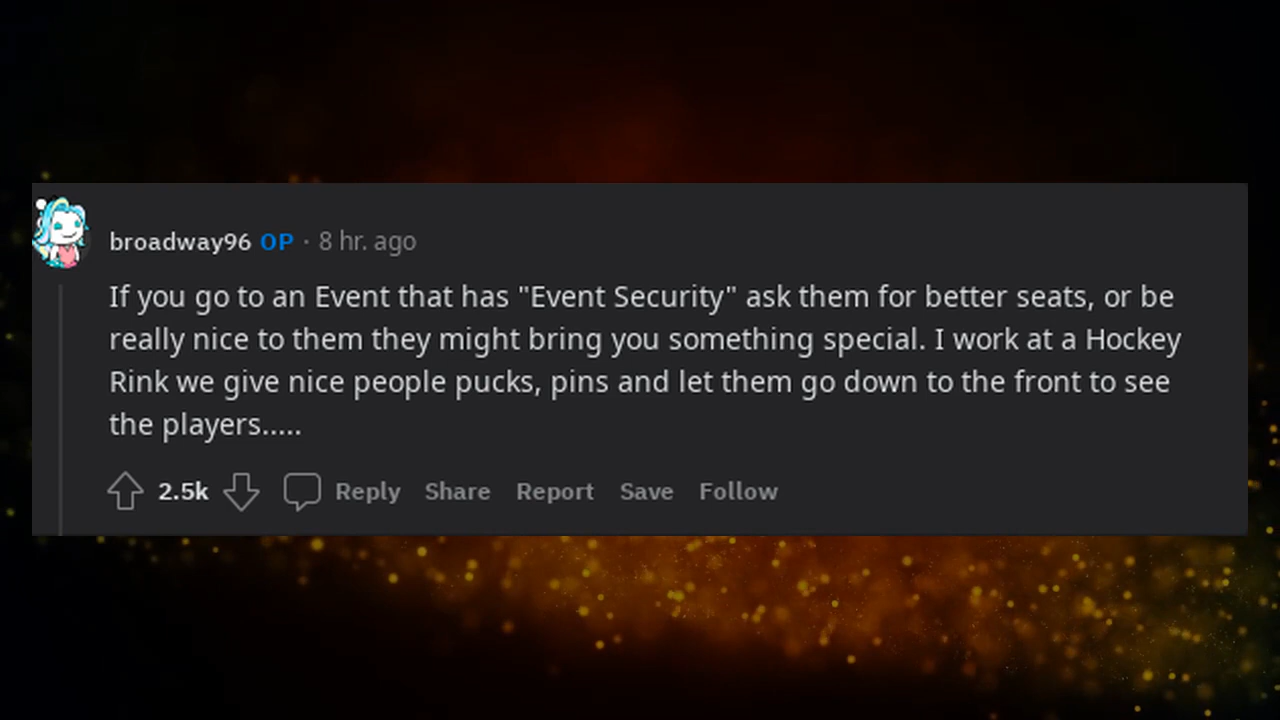 broadway96 OP · 8 hr. ago
If you go to an Event that has "Event Security" ask them for better seats, or be
really nice to them they might bring you something special. I work at a Hockey
Rink we give nice people pucks, pins and let them go down to the front to see
the players.....
2.5k Reply Share Report Save Follow